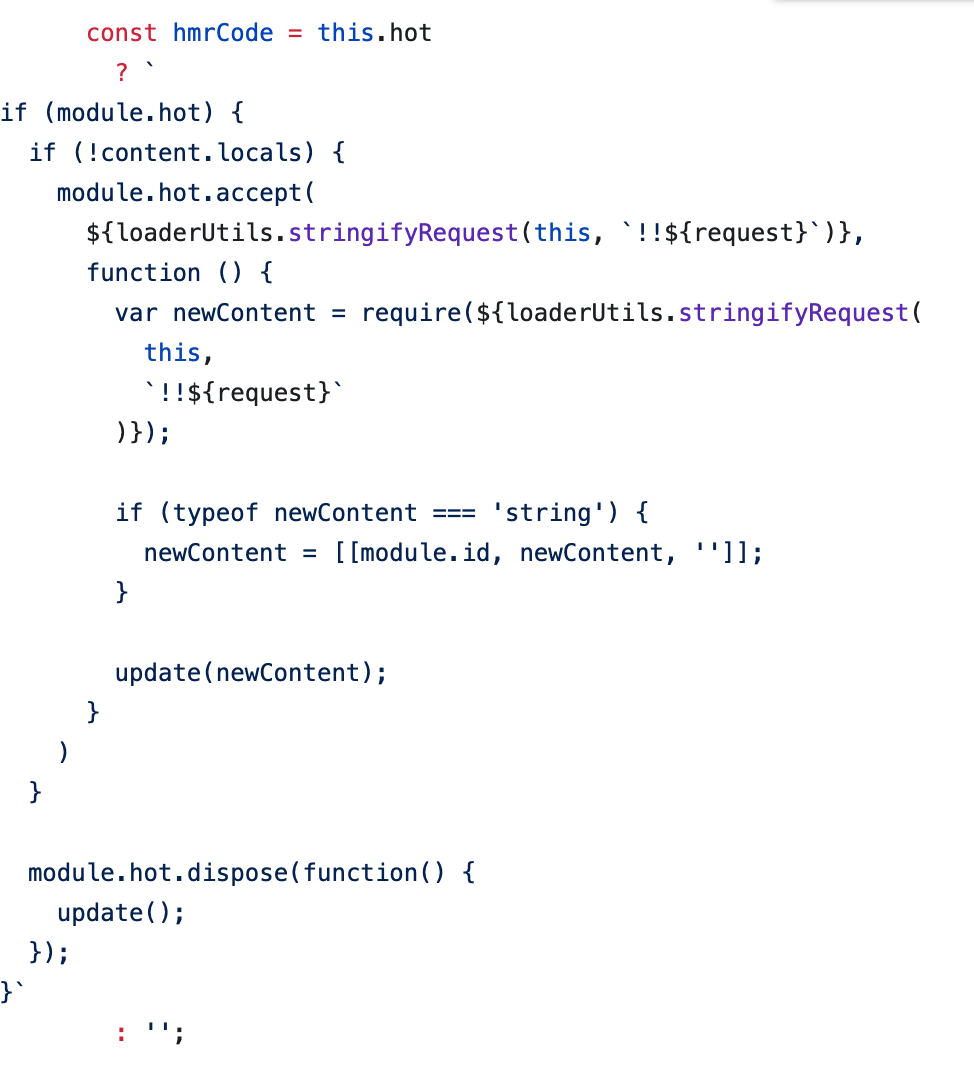 const hmrCode = this.hot
        ? `
if (module.hot) {
  if (!content.locals) {
    module.hot.accept(
      ${loaderUtils.stringifyRequest(this, `!!${request}`)},
      function () {
        var newContent = require(${loaderUtils.stringifyRequest(
          this,
          `!!${request}`
        )});

        if (typeof newContent === 'string') {
          newContent = [[module.id, newContent, '']];
        }

        update(newContent);
      }
    )
  }

  module.hot.dispose(function() {
    update();
  });
}`
        : '';